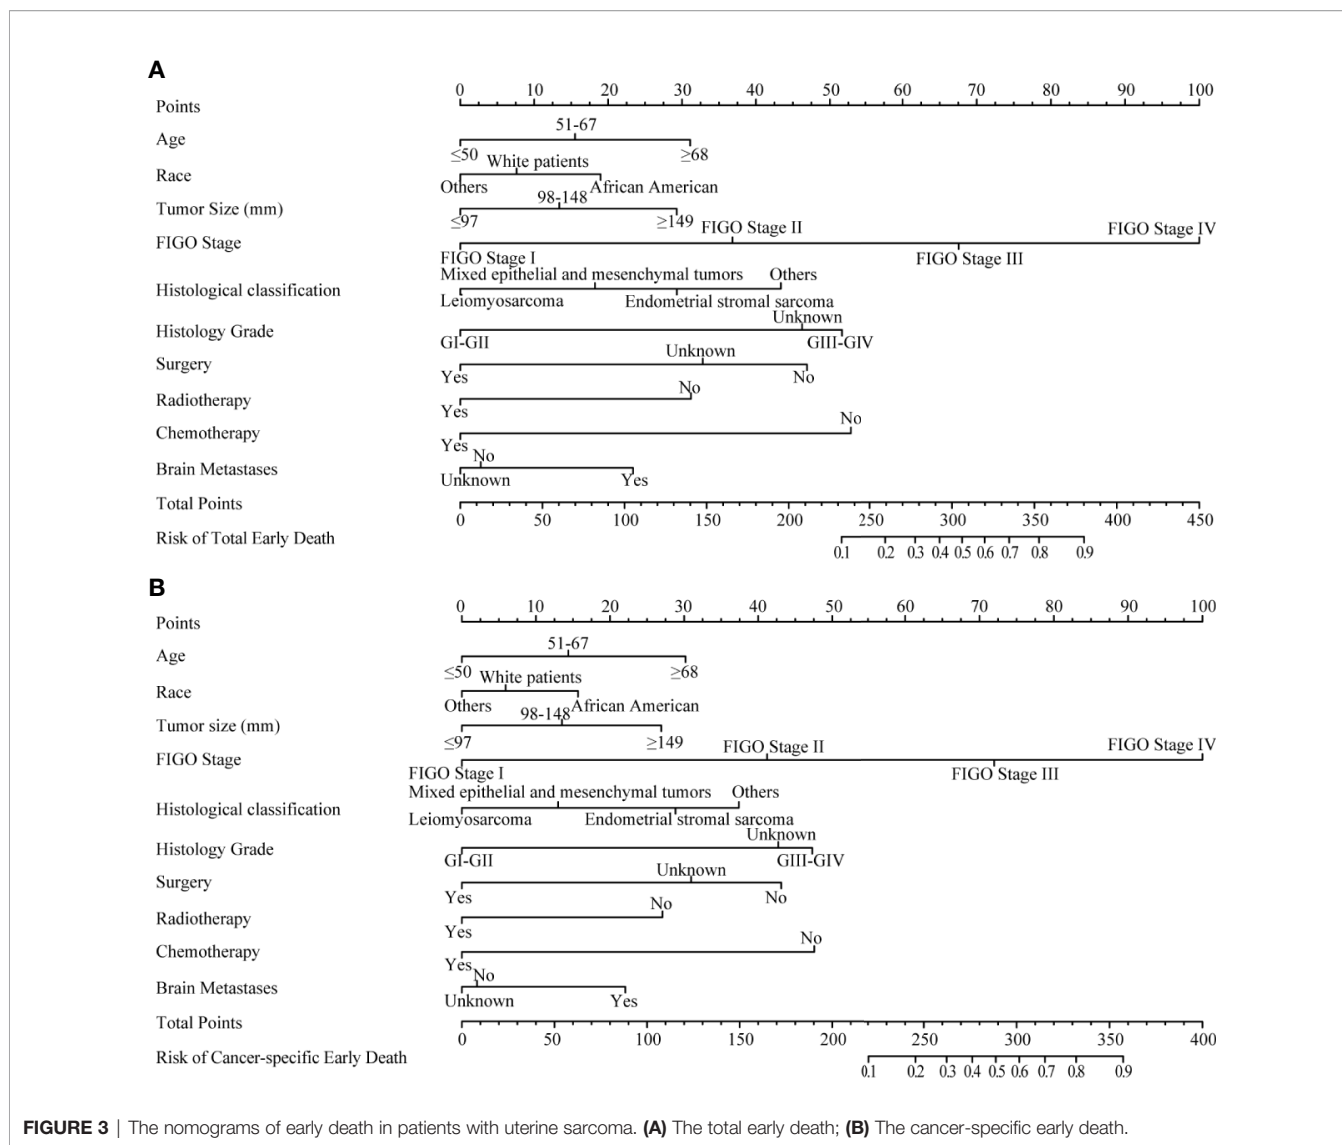 A
0 10 20 30 40 50 60 70 80 90 100
Points
51-67
Age
≤50 ≥68
White patients
Race
Others African American
98-148
Tumor Size (mm)
≤97 ≥149
FIGO Stage II FIGO Stage IV
FIGO Stage
FIGO Stage I FIGO Stage III
Mixed epithelial and mesenchymal tumors Others
Histological classification
Leiomyosarcoma Endometrial stromal sarcoma
Unknown
Histology Grade
GI-GII GIII-GIV
Unknown
Surgery
Yes No
No
Radiotherapy
Yes
No
Chemotherapy
Yes
No
Brain Metastases
Unknown Yes
Total Points
0 50 100 150 200 250 300 350 400 450
Risk of Total Early Death
0.1 0.2 0.3 0.4 0.5 0.6 0.7 0.8 0.9
B
0 10 20 30 40 50 60 70 80 90 100
Points
51-67
Age
≤50 ≥68
White patients
Race
Others African American
98-148
Tumor size (mm)
≤97 ≥149
FIGO Stage II FIGO Stage IV
FIGO Stage
FIGO Stage I FIGO Stage III
Mixed epithelial and mesenchymal tumors Others
Histological classification
Leiomyosarcoma Endometrial stromal sarcoma
Unknown
Histology Grade
GI-GII GIII-GIV
Unknown
Surgery
Yes No
No
Radiotherapy
Yes
No
Chemotherapy
Yes
No
Brain Metastases
Unknown Yes
Total Points
0 50 100 150 200 250 300 350 400
Risk of Cancer-specific Early Death
0.1 0.2 0.3 0.4 0.5 0.6 0.7 0.8 0.9
FIGURE 3 | The nomograms of early death in patients with uterine sarcoma. (A) The total early death; (B) The cancer-specific early death.